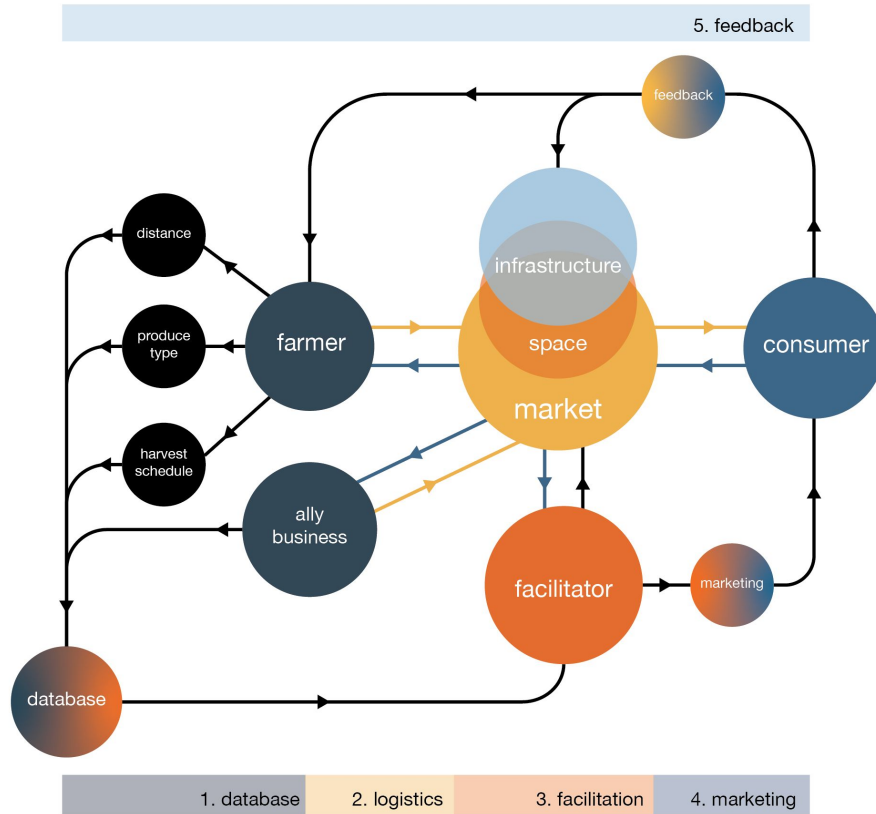 5. feedback
feedback
distance
infrastructure
produce
type
farmer
space
consumer
market
harvest
schedule
ally
business
facilitator
marketing
database
1. database
2. logistics
3. facilitation
4. marketing